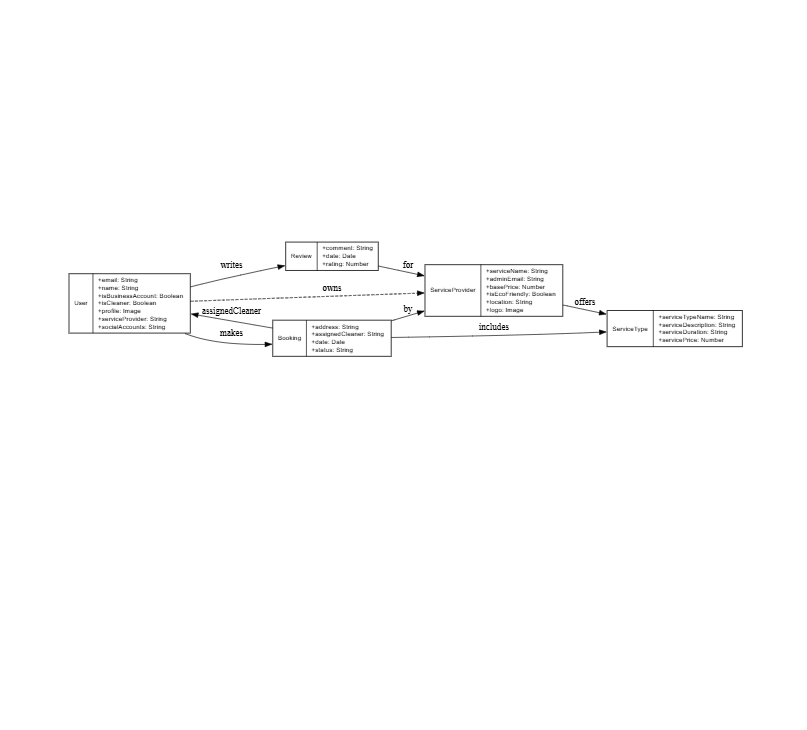 User
+email: String
+name: String
+isBusinessAccount: Boolean
+isCleaner: Boolean
+profile: Image
+serviceProvider: String
+socialAccounts: String
writes
owns
assignedCleaner
makes
Review
+comment: String
+date: Date
+rating: Number
Booking
+address: String
+assignedCleaner: String
+date: Date
+status: String
for
by
includes
ServiceProvider
+serviceName: String
+adminEmail: String
+basePrice: Number
+isEcoFriendly: Boolean
+location: String
+logo: Image
offers
ServiceType
+serviceTypeName: String
+serviceDescription: String
+serviceDuration: String
+servicePrice: Number